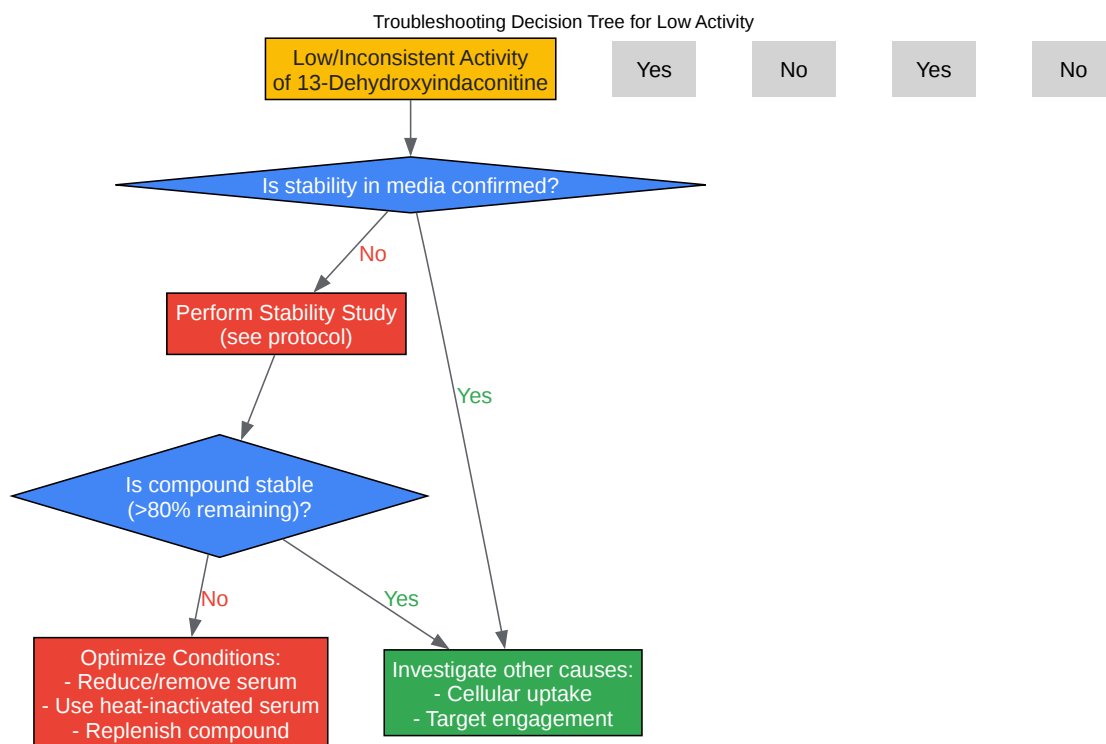 Troubleshooting Decision Tree for Low Activity
Low/Inconsistent Activity
of 13-Dehydroxyindaconitine
Yes
No
Yes
No
Is stability in media confirmed?
No
Perform Stability Study
(see protocol)
Yes
Is compound stable
(>80% remaining)?
No
Yes
Optimize Conditions:
- Reduce/remove serum
- Use heat-inactivated serum
- Replenish compound
Investigate other causes:
- Cellular uptake
- Target engagement